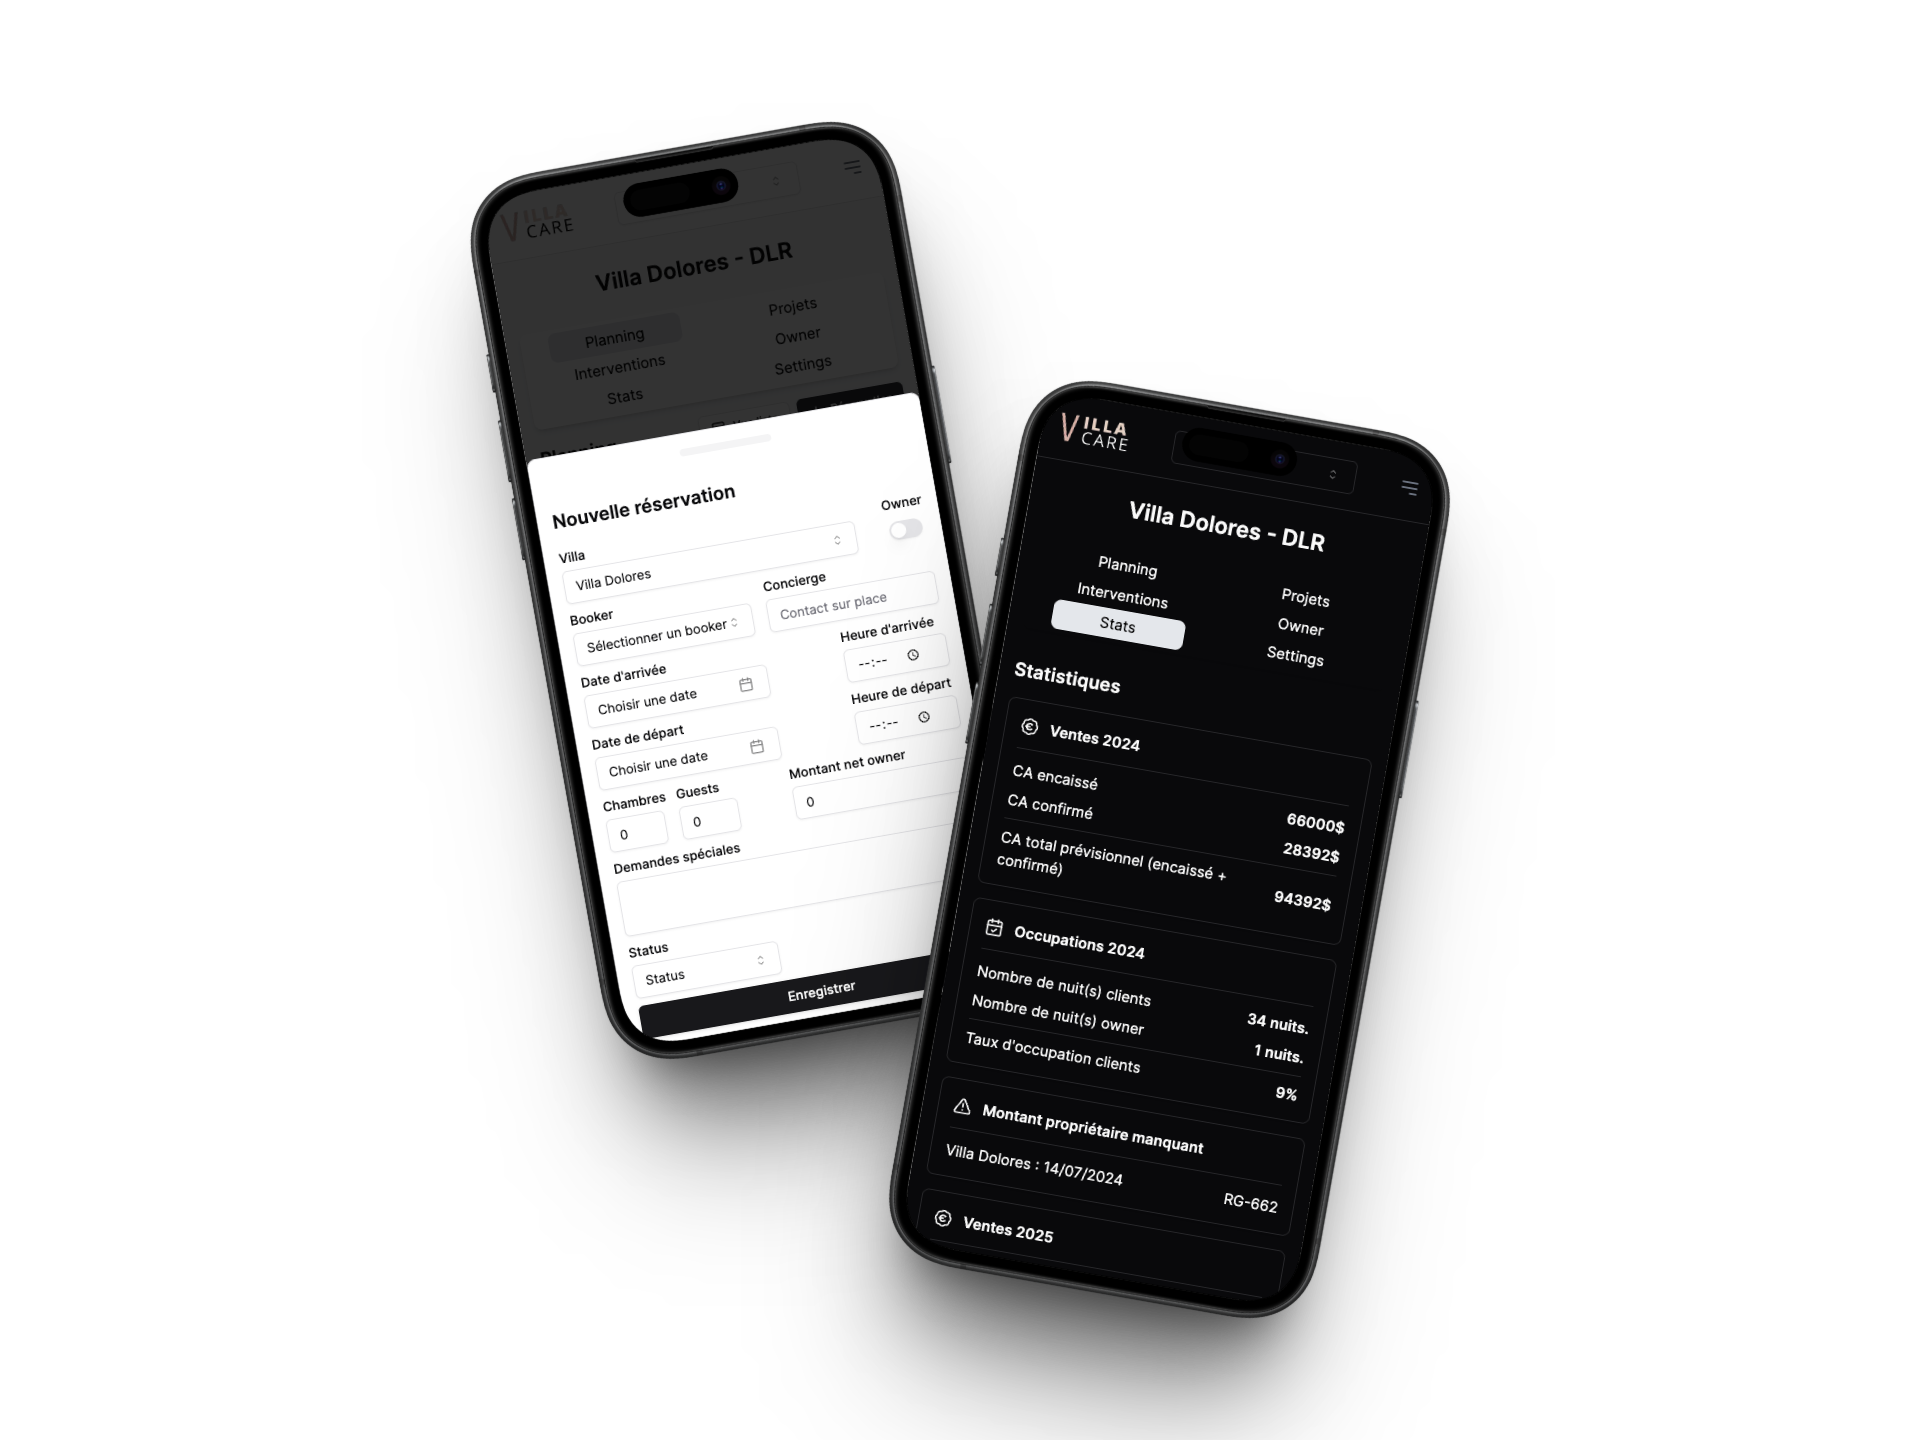 VILLA
CARE
Villa Dolores - DLR
Planning
Projets
Interventions
Owner
Stats
Settings
Planning
Nouvelle réservation
Villa
Owner
Villa Dolores
Booker
Concierge
Sélectionner un booker
Contact sur place
Date d'arrivée
Heure d'arrivée
Choisir une date
--:--
Date de départ
Heure de départ
Choisir une date
--:--
Chambres
Guests
Montant net owner
0
0
0
Demandes spéciales
Status
Status
Enregistrer
VILLA
CARE
Villa Dolores - DLR
Planning
Projets
Interventions
Owner
Stats
Settings
Statistiques
Ventes 2024
CA encaissé
66000$
CA confirmé
28392$
CA total prévisionnel (encaissé +
confirmé)
94392$
Occupations 2024
Nombre de nuit(s) clients
34 nuits.
Nombre de nuit(s) owner
1 nuits.
Taux d'occupation clients
9%
Montant propriétaire manquant
Villa Dolores : 14/07/2024
RG-662
Ventes 2025